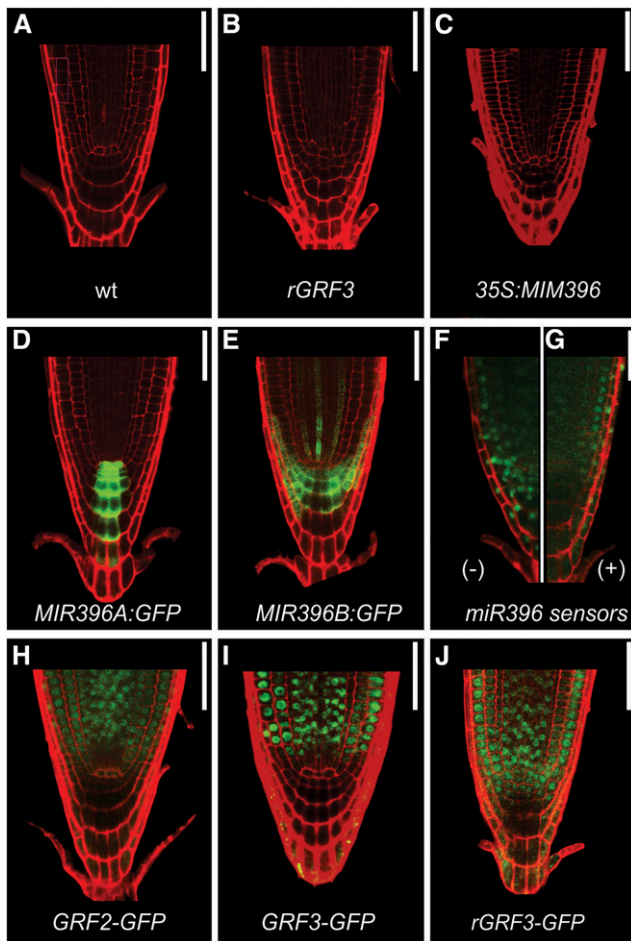 A
B
C
wt
rGRF3
35S:MIM396
D
E
F
G
(-)
(+)
MIR396A:GFP
MIR396B:GFP
miR396 sensors
H
I
J
GRF2-GFP
GRF3-GFP
rGRF3-GFP